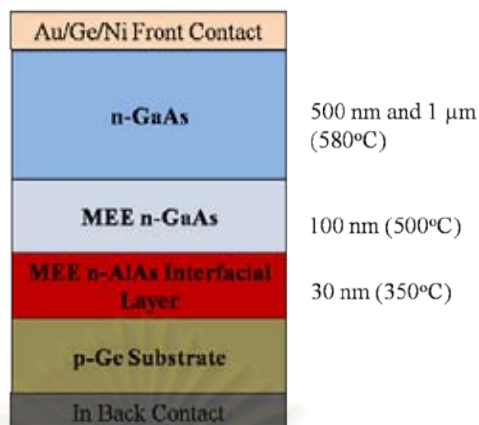 Au/Ge/Ni Front Contact
n-GaAs
500 nm and 1 µm
(580°C)
MEE n-GaAs
100 nm (500°C)
MEE n-AlAs Interfacial
Layer
30 nm (350°C)
p-Ge Substrate
In Back Contact